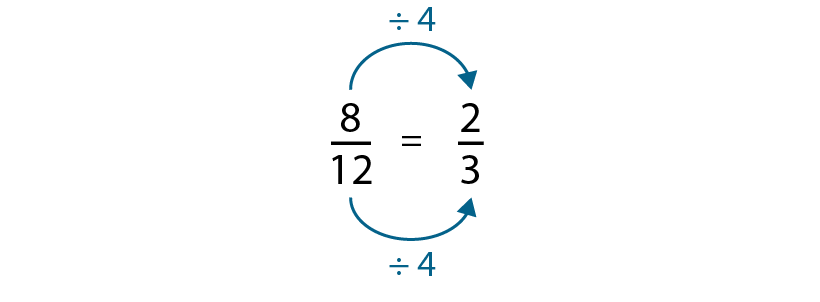 ÷ 4
8/12 = 2/3
÷ 4